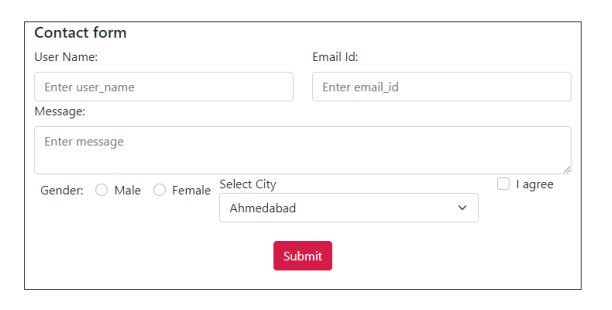 Contact form
User Name: Email Id:
Enter user_name Enter email_id
Message:
Enter message
Gender: Male Female Select City I agree
Ahmedabad
Submit